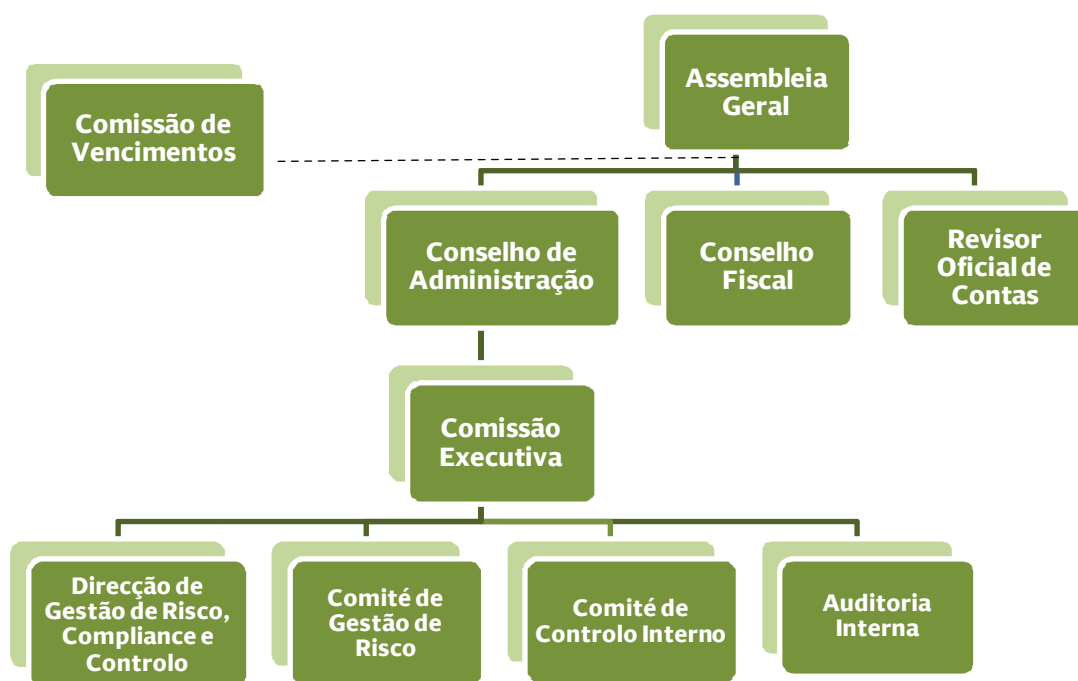 Assembleia
Geral
Comissão de
Vencimentos
Conselho de
Administração
Conselho
Fiscal
Revisor
Oficial de
Contas
Comissão
Executiva
Direcção de
Gestão de Risco,
Compliance e
Controlo
Comité de
Gestão de
Risco
Comité de
Controlo Interno
Auditoria
Interna